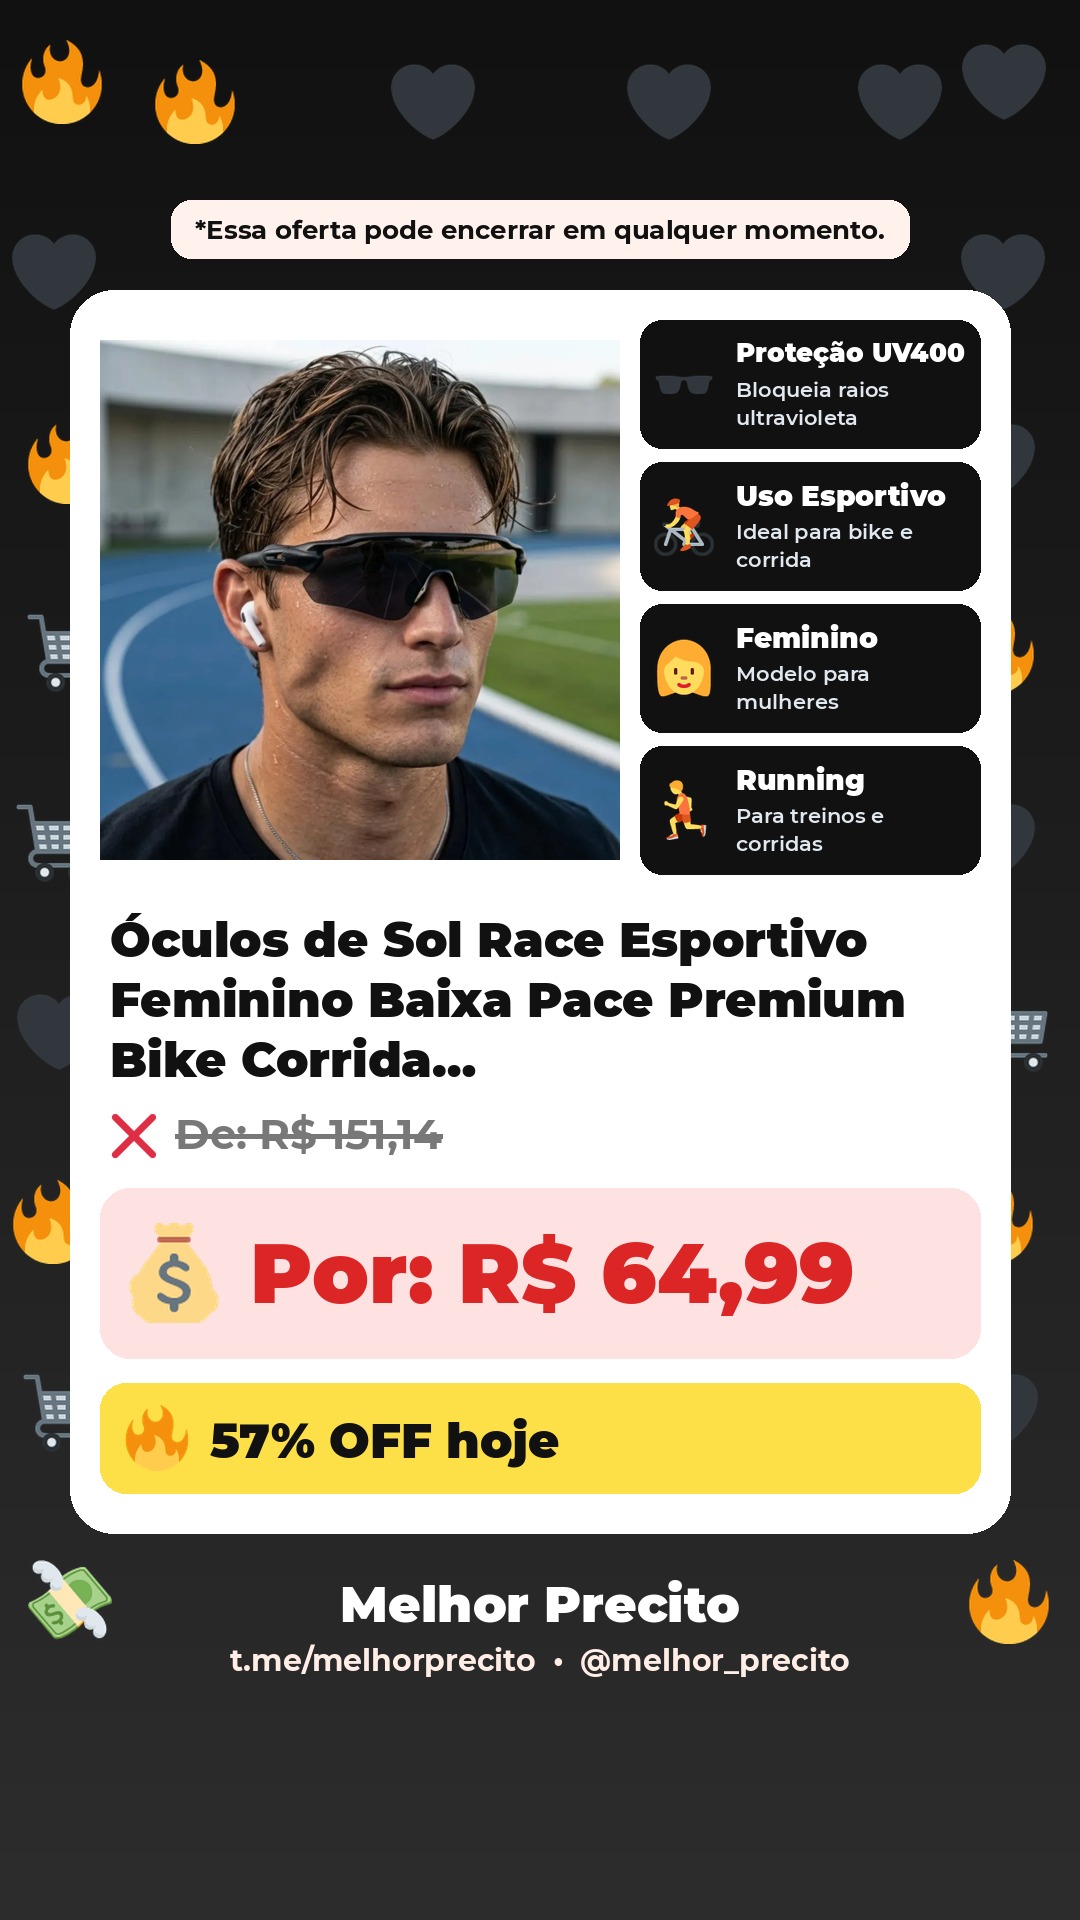 *Essa oferta pode encerrar em qualquer momento.
Proteção UV400
Bloqueia raios
ultravioleta
Uso Esportivo
Ideal para bike e
corrida
Feminino
Modelo para
mulheres
Running
Para treinos e
corridas
Óculos de Sol Race Esportivo
Feminino Baixa Pace Premium
Bike Corrida...
De: R$ 151,14
Por: R$ 64,99
57% OFF hoje
Melhor Precito
t.me/melhorprecito • @melhor_precito